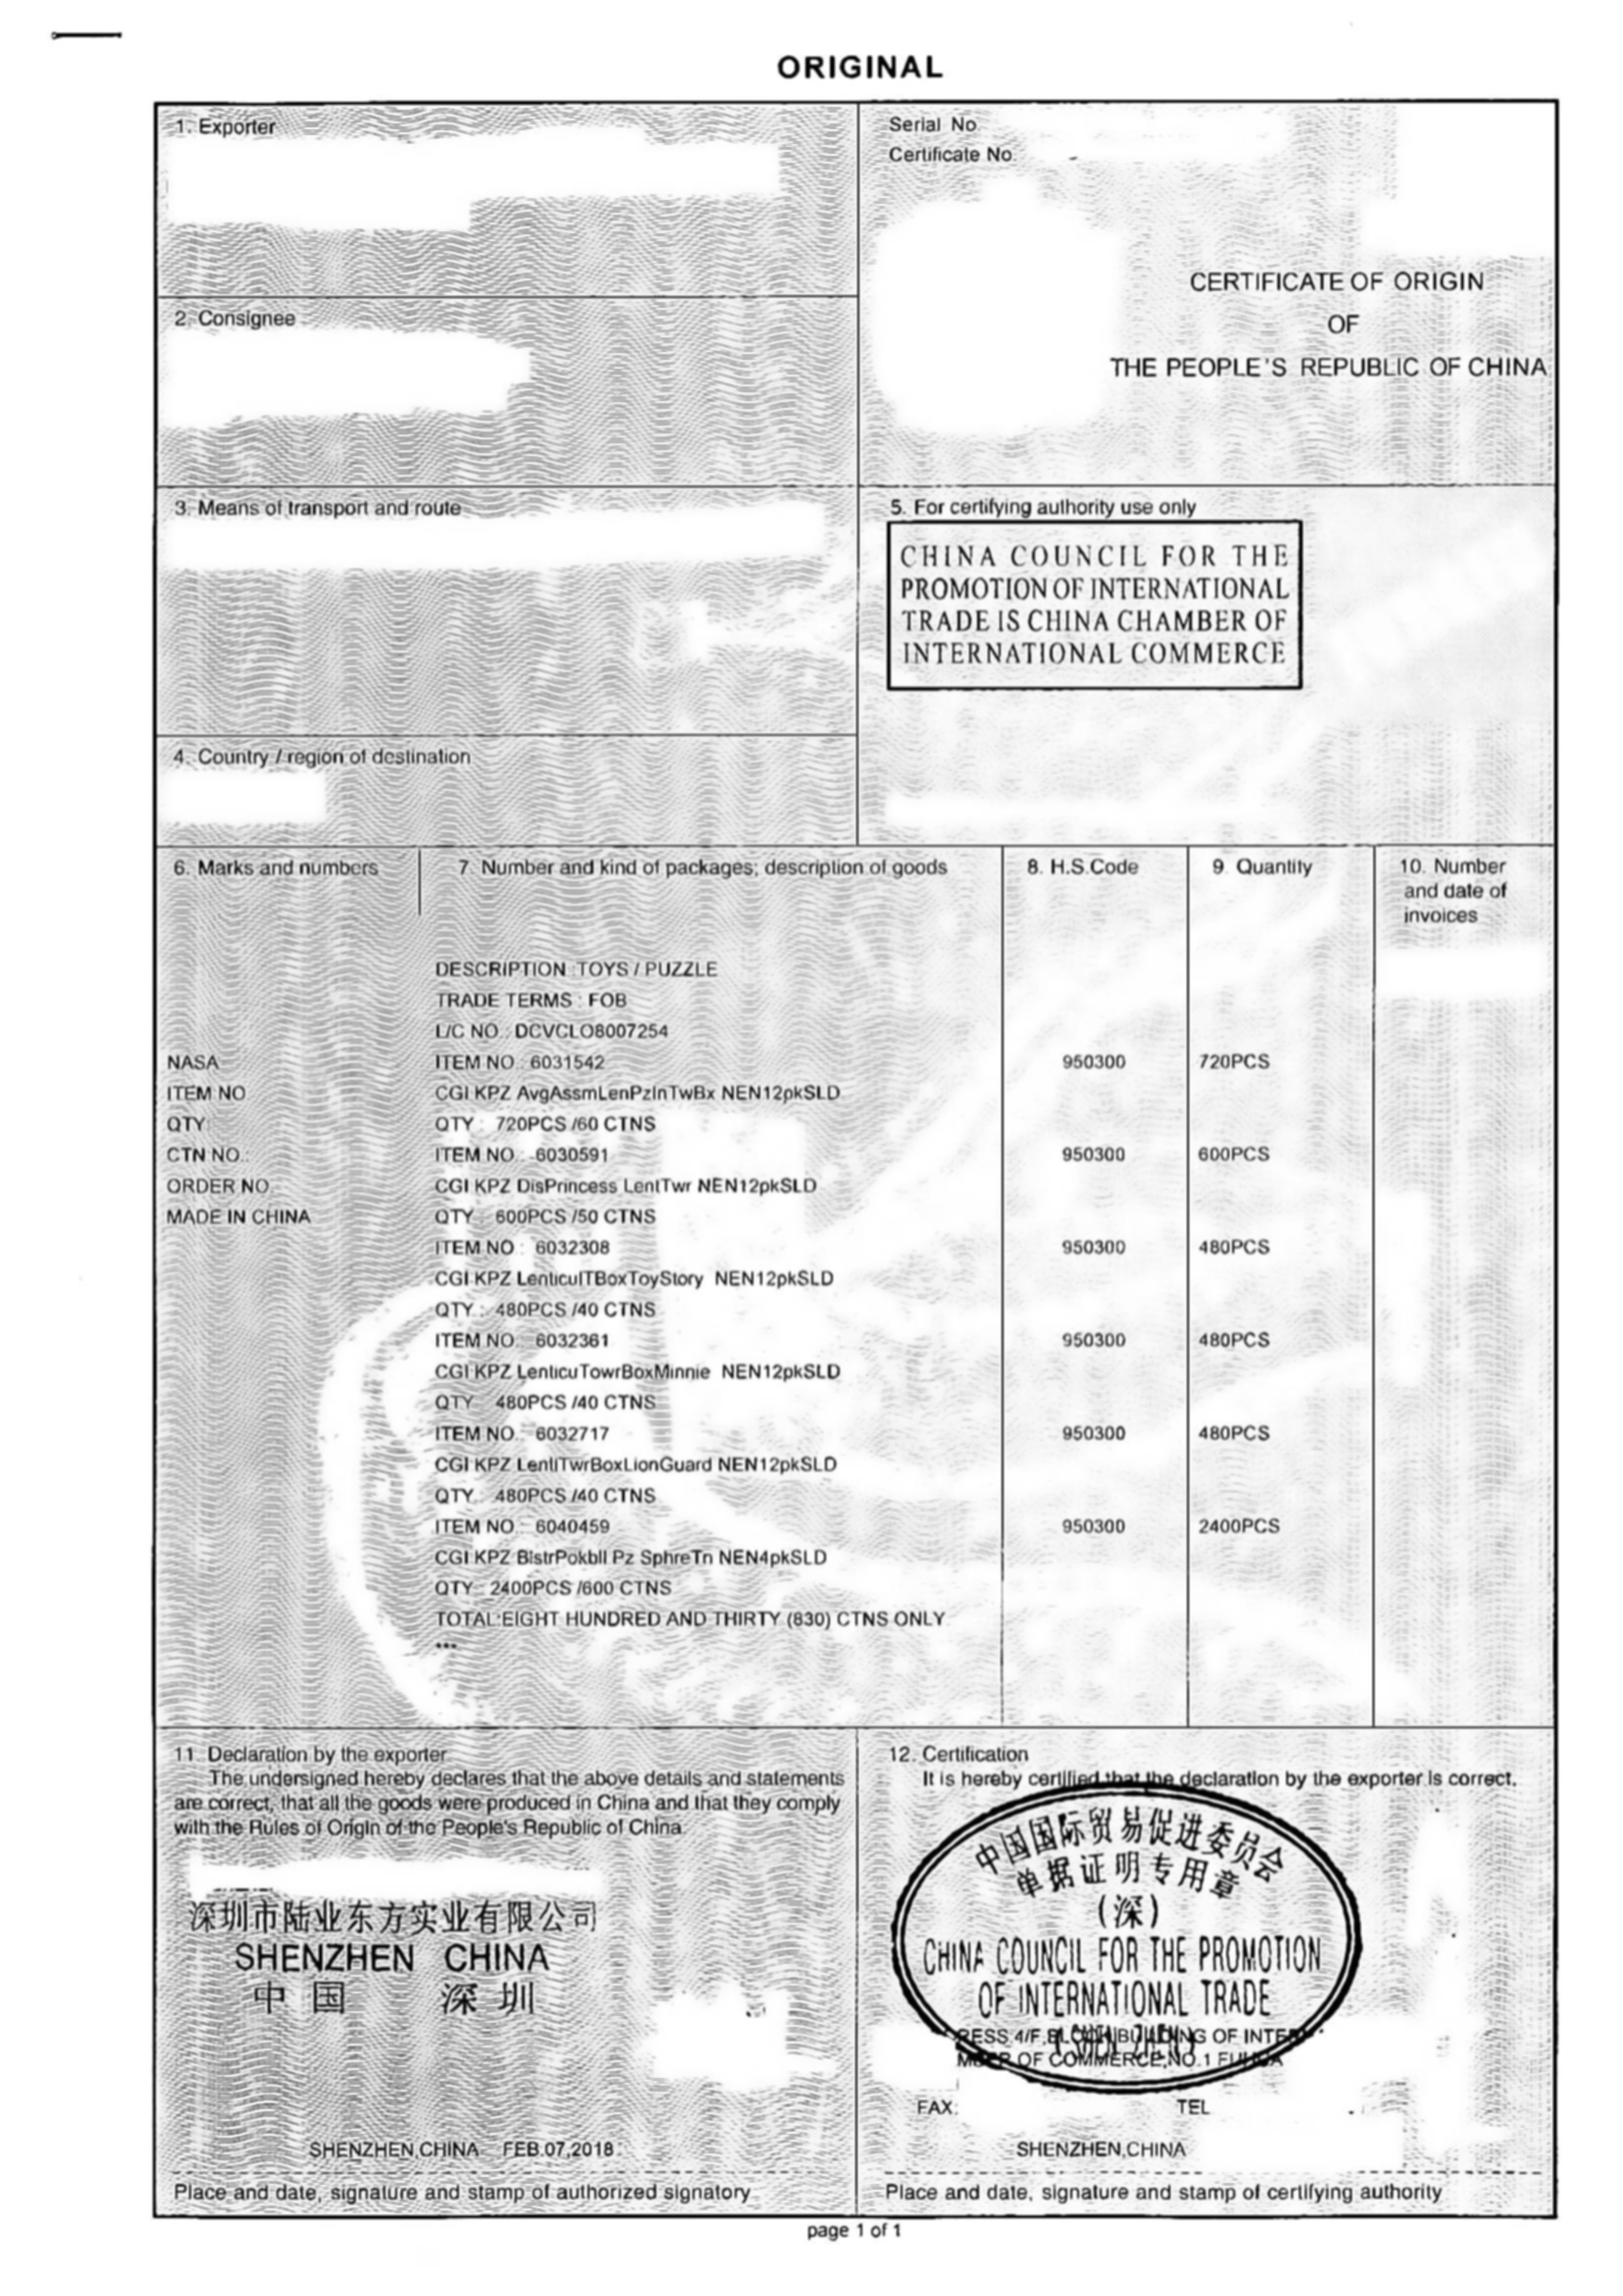 ORIGINAL
1. Exporter
Serial No.
Certificate No.
CERTIFICATE OF ORIGIN
OF
THE PEOPLE'S REPUBLIC OF CHINA
2. Consignee
3. Means of transport and route
5. For certifying authority use only
CHINA COUNCIL FOR THE
PROMOTION OF INTERNATIONAL
TRADE IS CHINA CHAMBER OF
INTERNATIONAL COMMERCE
4. Country / region of destination
6. Marks and numbers
7. Number and kind of packages; description of goods
8. H.S.Code
9. Quantity
10. Number
and date of
invoices
DESCRIPTION :TOYS / PUZZLE
TRADE TERMS : FOB
L/C NO.: DCVCLO8007254
NASA ITEM NO.: 6031542 950300 720PCS
ITEM NO CGI KPZ AvgAssmLenPzInTwBx NEN12pkSLD
QTY: QTY : 720PCS /60 CTNS
CTN NO.: ITEM NO.: 6030591 950300 600PCS
ORDER NO. CGI KPZ DisPrincess LentTwr NEN12pkSLD
MADE IN CHINA QTY : 600PCS /50 CTNS
ITEM NO : 6032308 950300 480PCS
CGI KPZ LenticulTBoxToyStory NEN12pkSLD
QTY : 480PCS /40 CTNS
ITEM NO.: 6032361 950300 480PCS
CGI KPZ LenticuTowrBoxMinnie NEN12pkSLD
QTY : 480PCS /40 CTNS
ITEM NO.: 6032717 950300 480PCS
CGI KPZ LentiTwrBoxLionGuard NEN12pkSLD
QTY : 480PCS /40 CTNS
ITEM NO.: 6040459 950300 2400PCS
CGI KPZ BlstrPokbll Pz SphreTn NEN4pkSLD
QTY : 2400PCS /600 CTNS
TOTAL:EIGHT HUNDRED AND THIRTY (830) CTNS ONLY
***
11. Declaration by the exporter
The undersigned hereby declares that the above details and statements
are correct, that all the goods were produced in China and that they comply
with the Rules of Origin of the People's Republic of China.
深圳市陆业东方实业有限公司
SHENZHEN CHINA
中国 深圳
SHENZHEN,CHINA FEB.07,2018
Place and date, signature and stamp of authorized signatory
12. Certification
It is hereby certified that the declaration by the exporter is correct.
中国国际贸易促进委员会
单据证明专用章
(深)
CHINA COUNCIL FOR THE PROMOTION
OF INTERNATIONAL TRADE
(SHEN ZHEN)
RESS 4/F.BLOCK BUILDING OF INTE
OF COMMERCE,NO.1 FUHUA
FAX: TEL
SHENZHEN,CHINA
Place and date, signature and stamp of certifying authority
page 1 of 1